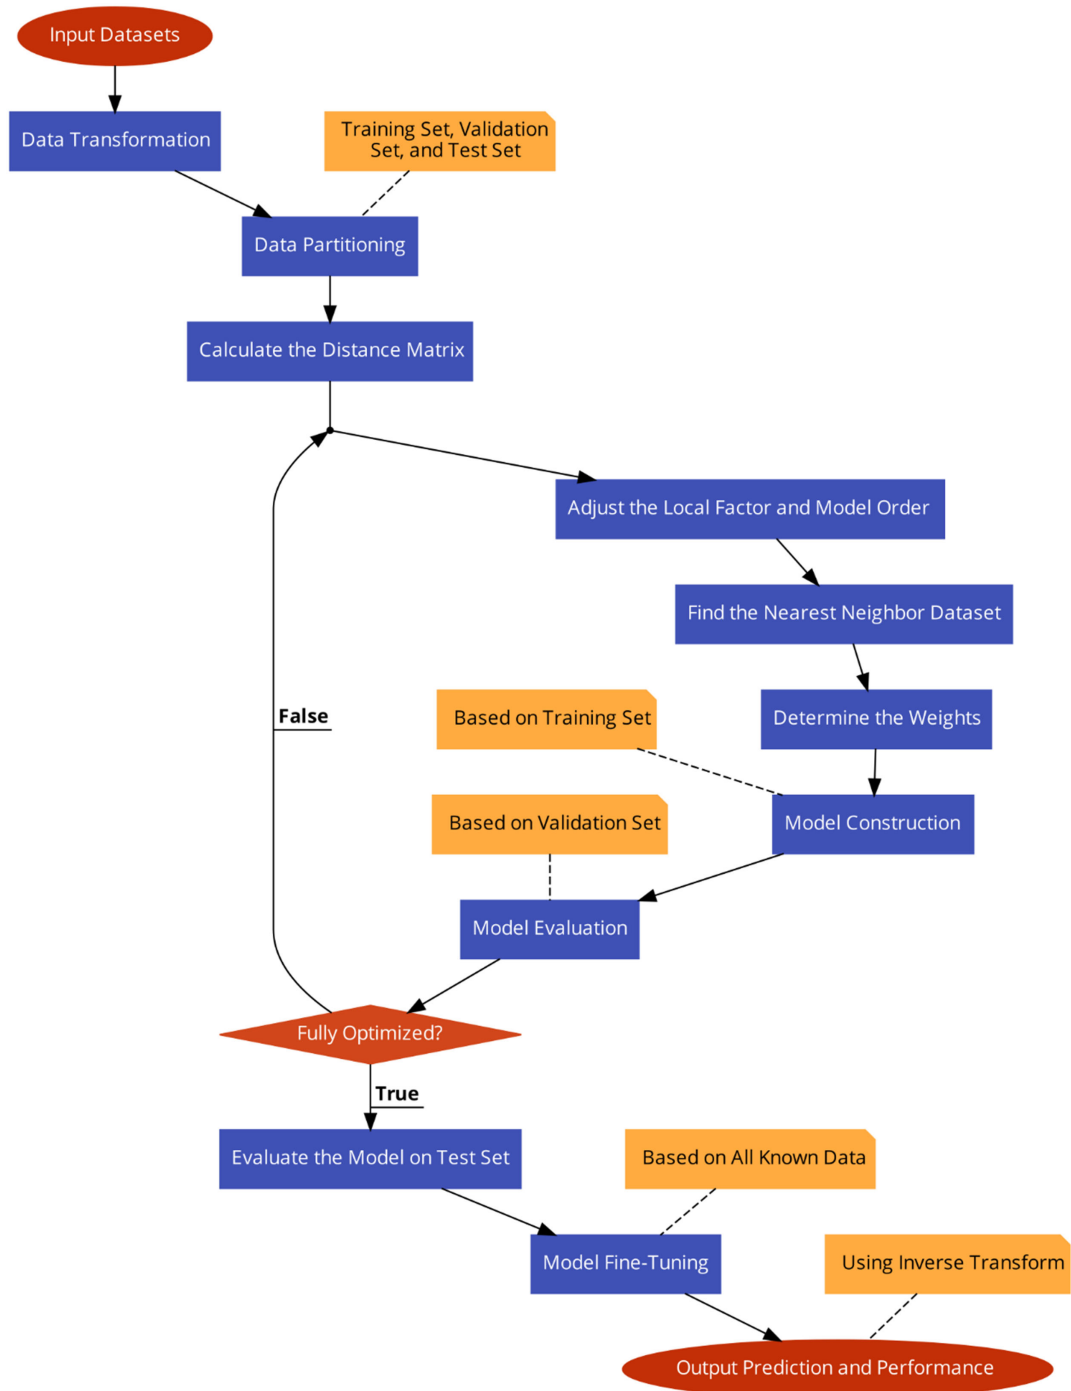 Input Datasets
Data Transformation
Training Set, Validation
Set, and Test Set
Data Partitioning
Calculate the Distance Matrix
Adjust the Local Factor and Model Order
Find the Nearest Neighbor Dataset
False
Based on Training Set
Determine the Weights
Based on Validation Set
Model Construction
Model Evaluation
Fully Optimized?
True
Evaluate the Model on Test Set
Based on All Known Data
Model Fine-Tuning
Using Inverse Transform
Output Prediction and Performance